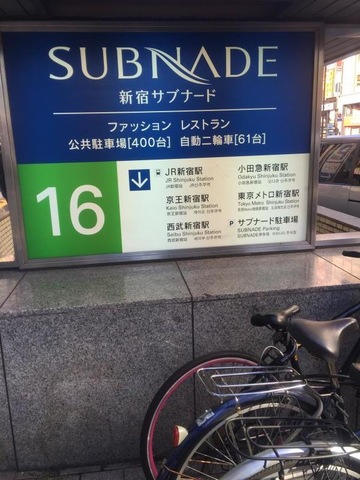 SUBNADE
新宿サブナード
ファッション レストラン
公共駐車場[400台] 自動二輪車[61台]
16
JR新宿駅
JR Shinjuku Station
京王新宿駅
Keio Shinjuku Station
西武新宿駅
Seibu Shinjuku Station
小田急新宿駅
Odakyu Shinjuku Station
東京メトロ新宿駅
Tokyo Metro Shinjuku Station
P サブナード駐車場
SUBNADE Parking